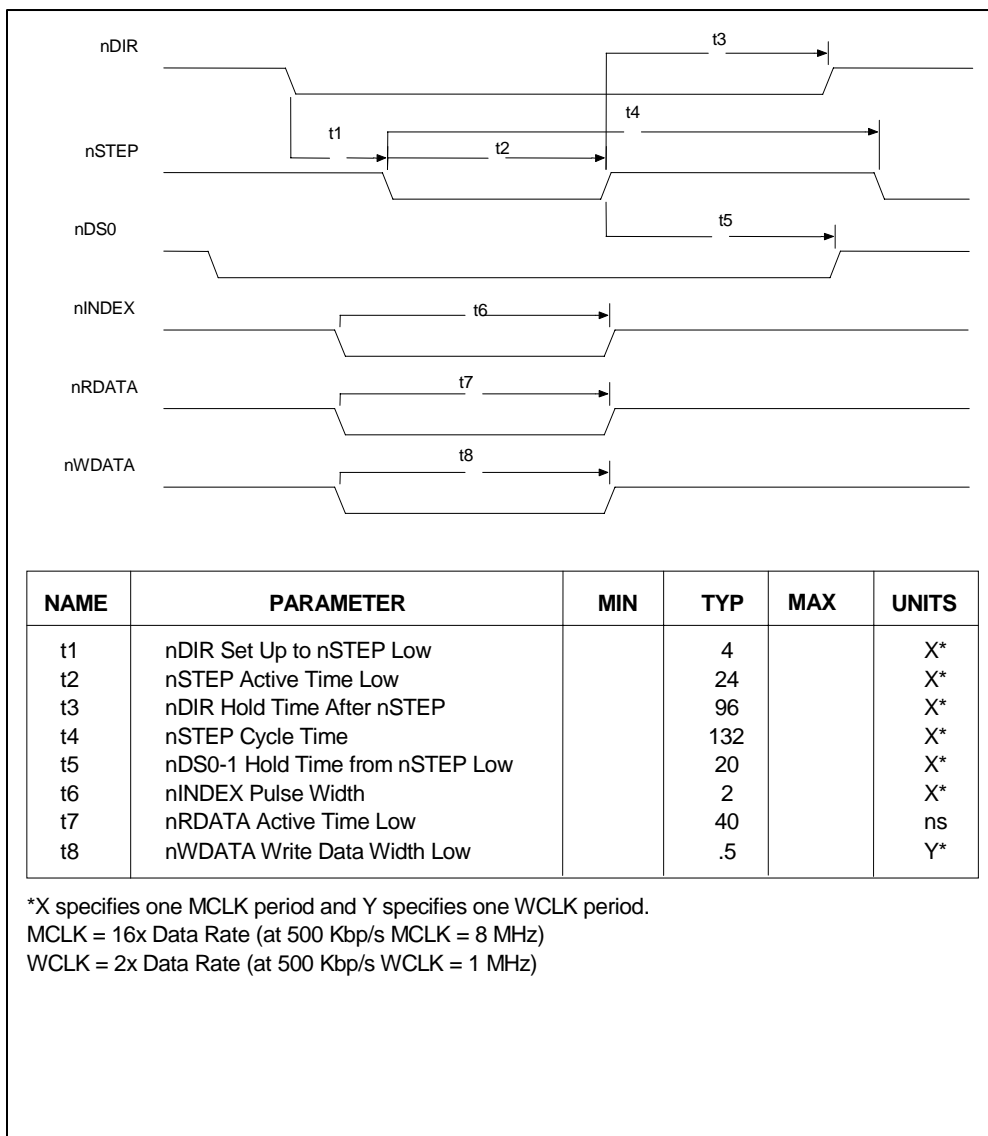 nDIR
t3
t4
nSTEP
t1
t2
nDS0
t5
nINDEX
t6
nRDATA
t7
nWDATA
t8
NAME PARAMETER MIN TYP MAX UNITS
t1 nDIR Set Up to nSTEP Low 4 X*
t2 nSTEP Active Time Low 24 X*
t3 nDIR Hold Time After nSTEP 96 X*
t4 nSTEP Cycle Time 132 X*
t5 nDS0-1 Hold Time from nSTEP Low 20 X*
t6 nINDEX Pulse Width 2 X*
t7 nRDATA Active Time Low 40 ns
t8 nWDATA Write Data Width Low .5 Y*
*X specifies one MCLK period and Y specifies one WCLK period.
MCLK = 16x Data Rate (at 500 Kbp/s MCLK = 8 MHz)
WCLK = 2x Data Rate (at 500 Kbp/s WCLK = 1 MHz)